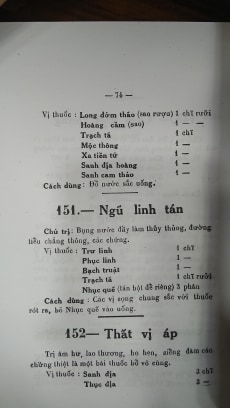 — 74 —
Vị thuốc : Long đởm thảo (sao rượu) 1 chỉ rưỡi
Hoàng cầm (sao) 1 — —
Trạch tả 1 chỉ
Mộc thông 1 —
Xa tiền tử 1 —
Sanh địa hoàng 1 —
Sanh cam thảo 1 —
Cách dùng : Đổ nước sắc uống.
151.— Ngũ linh tán
Chủ trị : Bụng nước đầy làm thủy thũng, đường
tiểu chẳng thông, các chứng.
Vị thuốc : Trư linh 1 chỉ
Phục linh 1 —
Bạch truật 1 —
Trạch tả 1 chỉ rưỡi
Nhục quế (tán bột để riêng) 3 phân
Cách dùng : Các vị sọng chung sắc với thuốc
rót ra, bỏ Nhục quế vào uống.
152— Thất vị áp
Trị âm hư, lao thương, ho hen, siễng đàm cáo
chứng thiệt là một bài thuốc bổ vô cùng.
Vị thuốc : Sanh địa 3 chỉ
Thục địa 3 —